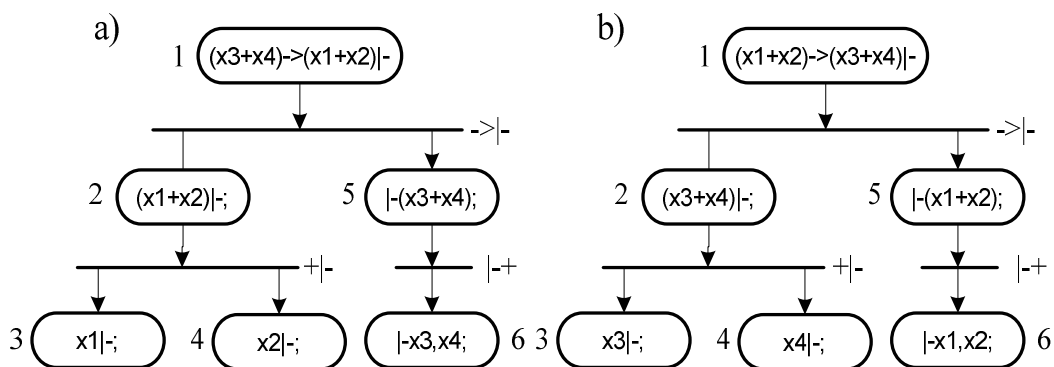 a)
1 (x3+x4)->(x1+x2)|-
->|-
2 (x1+x2)|-;
5 |-(x3+x4);
+|-
|-+
3 x1|-;
4 x2|-;
|-x3,x4; 6
b)
1 (x1+x2)->(x3+x4)|-
->|-
2 (x3+x4)|-;
5 |-(x1+x2);
+|-
|-+
3 x3|-;
4 x4|-;
|-x1,x2; 6